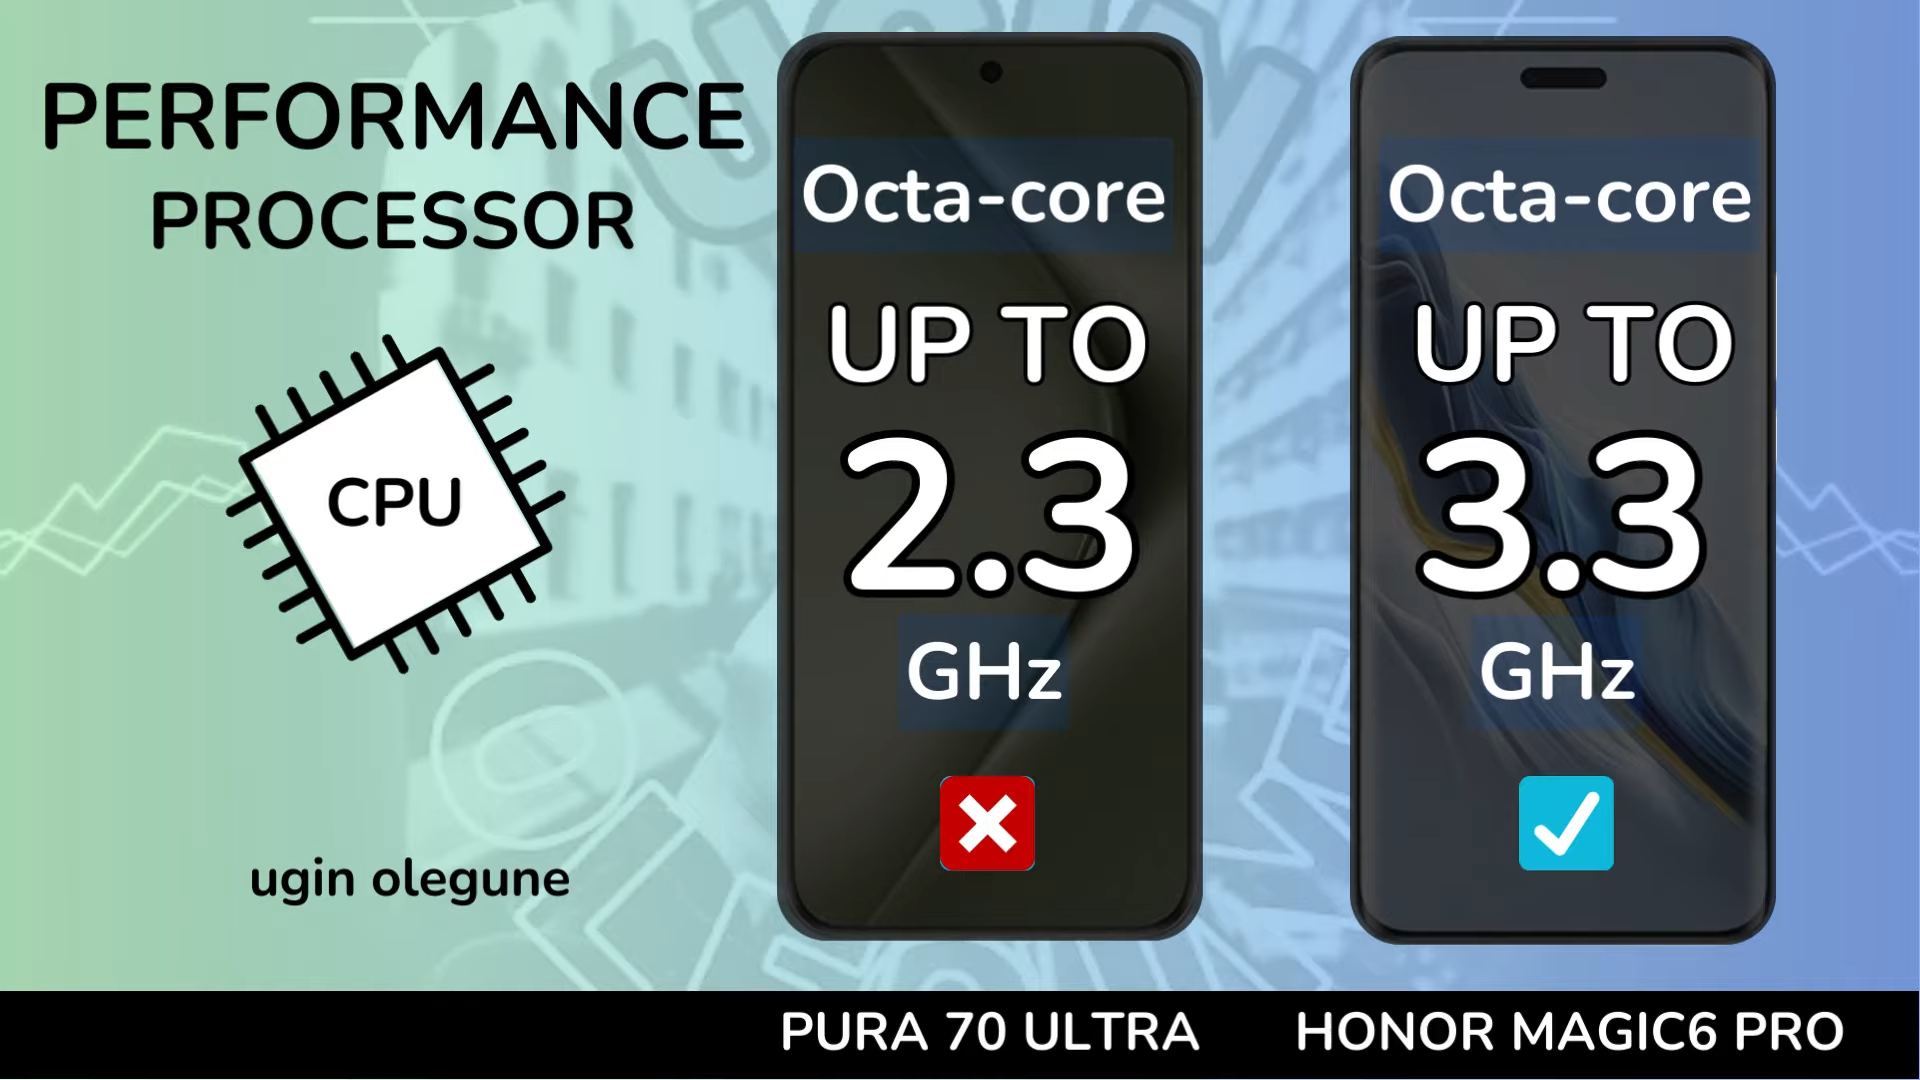 PERFORMANCE
PROCESSOR
CPU
ugin olegune
Octa-core
UP TO
2.3
GHz
Octa-core
UP TO
3.3
GHz
PURA 70 ULTRA
HONOR MAGIC6 PRO